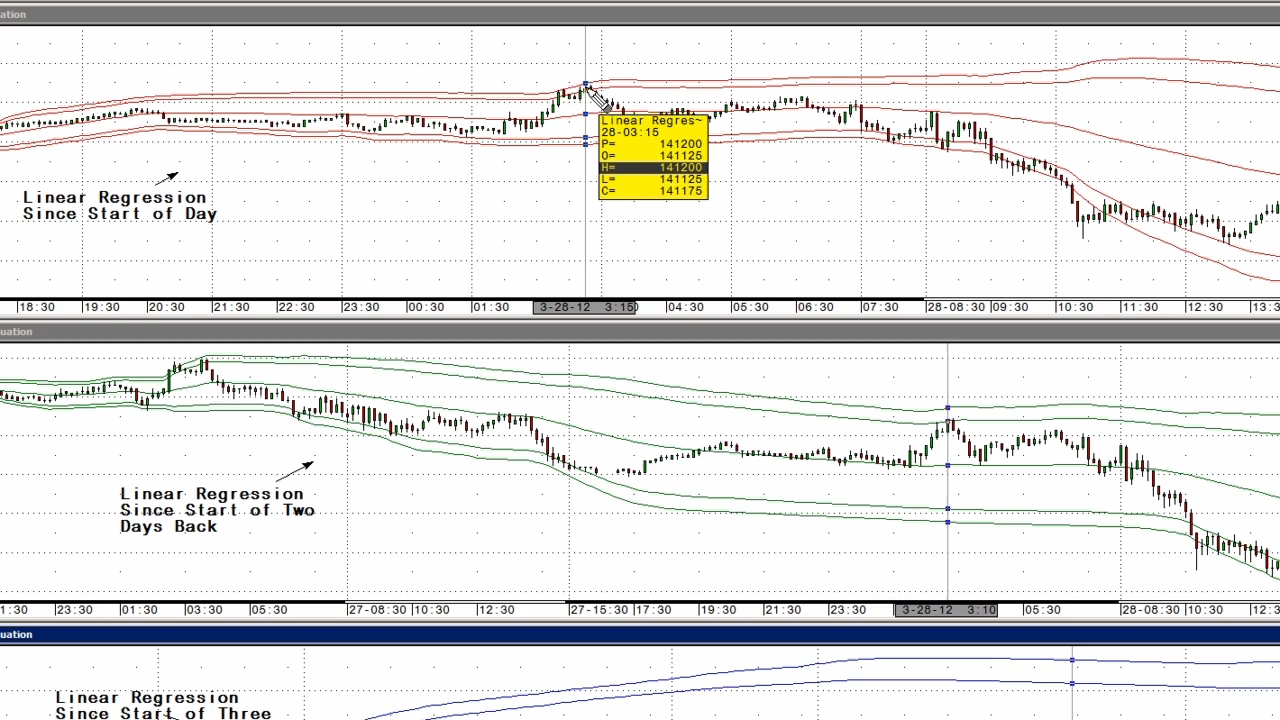 uation
Linear Regres~
28-03:15
P= 141200
O= 141125
H= 141200
L= 141125
C= 141175
Linear Regression
Since Start of Day
18:30 19:30 20:30 21:30 22:30 23:30 00:30 01:30 3-28-12 3:15 04:30 05:30 06:30 07:30 28-08:30 09:30 10:30 11:30 12:30 13:3
uation
Linear Regression
Since Start of Two
Days Back
1:30 23:30 01:30 03:30 05:30 27-08:30 10:30 12:30 27-15:30 17:30 19:30 21:30 23:30 3-28-12 3:10 05:30 28-08:30 10:30 12:3
uation
Linear Regression
Since Start of Three